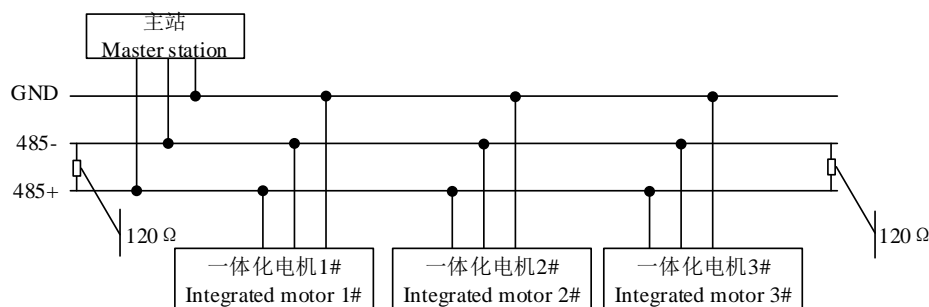 主站
Master station
GND
485-
485+
120 Ω
120 Ω
一体化电机1#
Integrated motor 1#
一体化电机2#
Integrated motor 2#
一体化电机3#
Integrated motor 3#